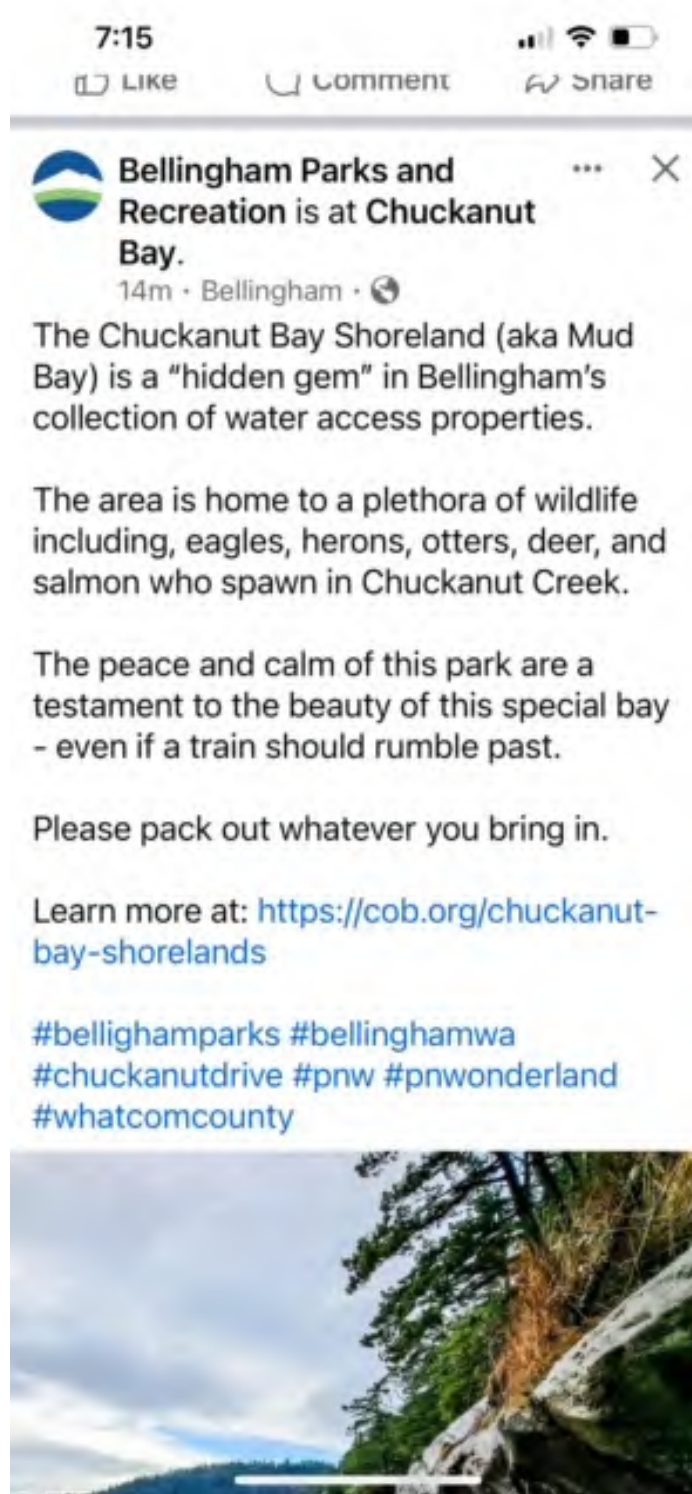 7:15
Like Comment Share
Bellingham Parks and
Recreation is at Chuckanut
Bay.
14m · Bellingham ·
The Chuckanut Bay Shoreland (aka Mud
Bay) is a “hidden gem” in Bellingham’s
collection of water access properties.
The area is home to a plethora of wildlife
including, eagles, herons, otters, deer, and
salmon who spawn in Chuckanut Creek.
The peace and calm of this park are a
testament to the beauty of this special bay
- even if a train should rumble past.
Please pack out whatever you bring in.
Learn more at: https://cob.org/chuckanut-
bay-shorelands
#bellighamparks #bellinghamwa
#chuckanutdrive #pnw #pnwonderland
#whatcomcounty